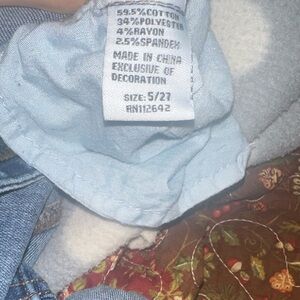 59.5%COTTON
34%POLYESTER
4%RAYON
2.5%SPANDEX
MADE IN CHINA
EXCLUSIVE OF
DECORATION
SIZE: 5/27
RN112642